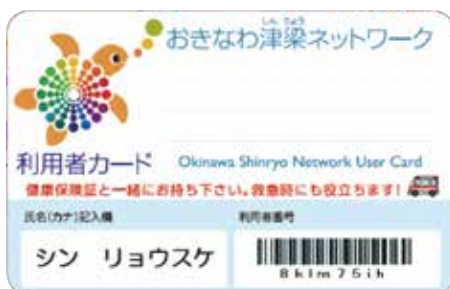 しん りょう
おきなわ津梁ネットワーク
利用者カード Okinawa Shinryo Network User Card
健康保険証と一緒にお持ち下さい。救急時にも役立ちます!
氏名(カナ)記入欄 利用者番号
シン リョウスケ
8klm75ih